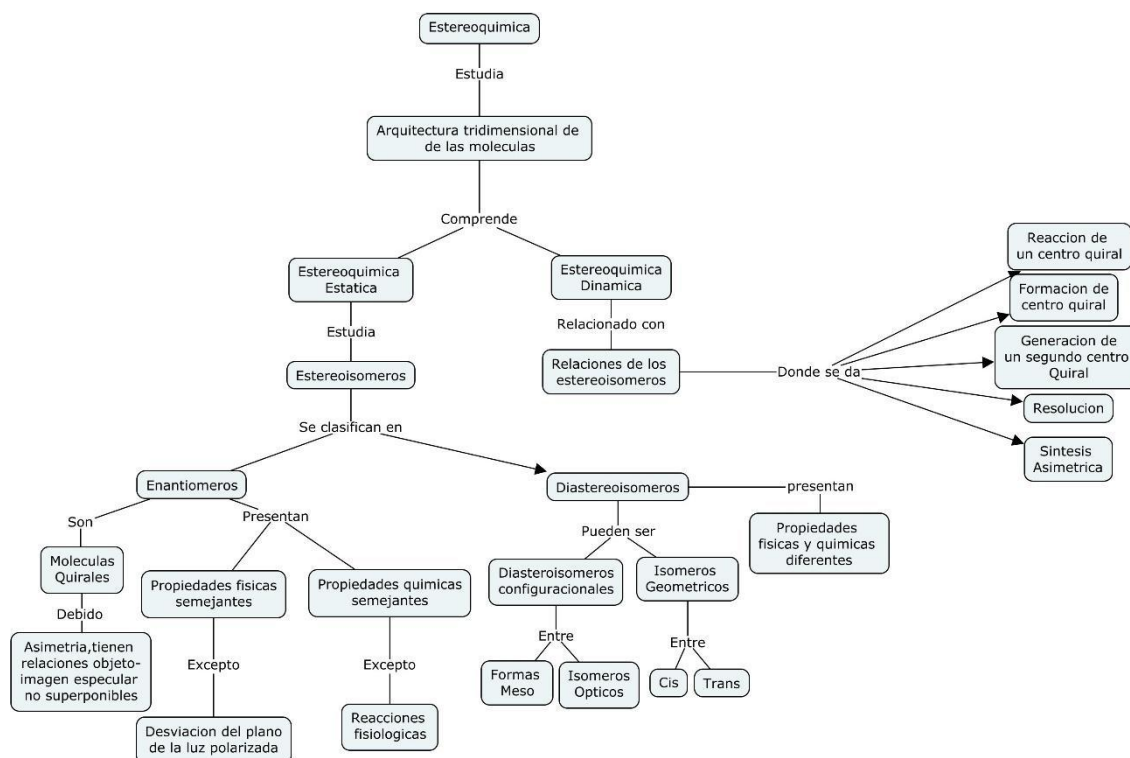 Estereoquimica
Estudia
Arquitectura tridimensional de
de las moleculas
Comprende
Estereoquimica
Estatica
Estudia
Estereoisomeros
Se clasifican en
Estereoquimica
Dinamica
Relacionado con
Relaciones de los
estereoisomeros
Donde se da
Reaccion de
un centro quiral
Formacion de
centro quiral
Generacion de
un segundo centro
Quiral
Resolucion
Sintesis
Asimetrica
Enantiomeros
Son
Moleculas
Quirales
Debido
Asimetria,tienen
relaciones objeto-
imagen especular
no superponibles
Presentan
Propiedades fisicas
semejantes
Excepto
Desviacion del plano
de la luz polarizada
Propiedades quimicas
semejantes
Excepto
Reacciones
fisiologicas
Diastereoisomeros
presentan
Propiedades
fisicas y quimicas
diferentes
Pueden ser
Diasteroisomeros
configuracionales
Entre
Formas
Meso
Isomeros
Opticos
Isomeros
Geometricos
Entre
Cis
Trans